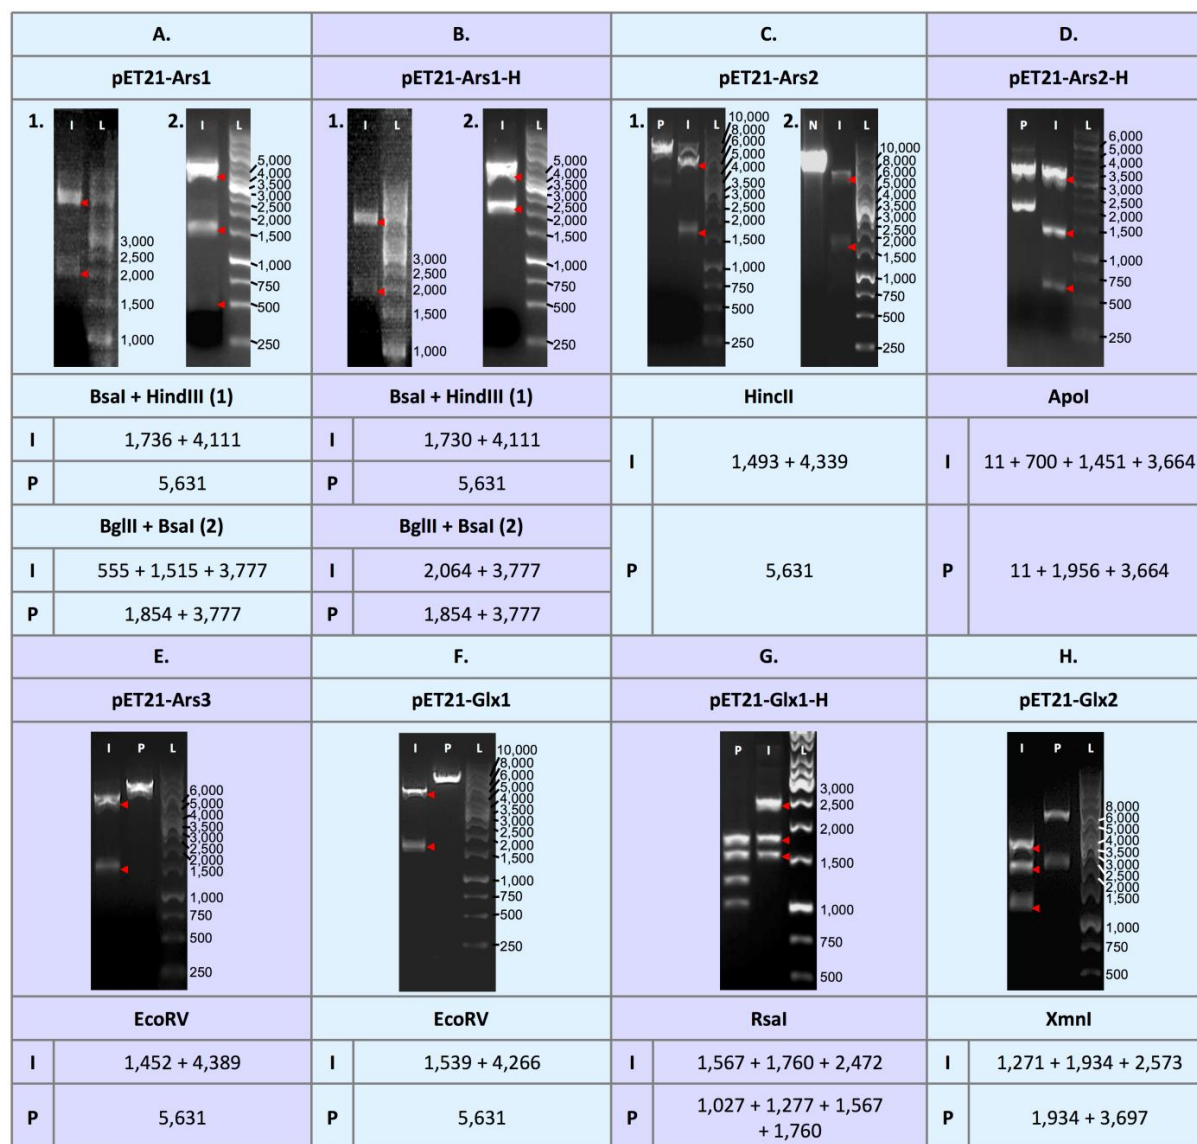 A.
B.
C.
D.
pET21-Ars1
pET21-Ars1-H
pET21-Ars2
pET21-Ars2-H
1.
I L
2.
I L
5,000
4,000
3,500
3,000
2,500
2,000
1,500
1,000
750
500
250
3,000
2,500
2,000
1,500
1,000
1.
I L
2.
I L
5,000
4,000
3,500
3,000
2,500
2,000
1,500
1,000
750
500
250
3,000
2,500
2,000
1,500
1,000
1.
P I L
10,000
8,000
6,000
5,000
4,000
3,500
3,000
2,500
2,000
1,500
1,000
750
500
250
2.
N I L
10,000
8,000
6,000
5,000
4,000
3,500
3,000
2,500
2,000
1,500
1,000
750
500
250
P I L
6,000
5,000
4,000
3,500
3,000
2,500
2,000
1,500
1,000
750
500
250
BsaI + HindIII (1)
I 1,736 + 4,111
P 5,631
BglII + BsaI (2)
I 555 + 1,515 + 3,777
P 1,854 + 3,777
BsaI + HindIII (1)
I 1,730 + 4,111
P 5,631
BglII + BsaI (2)
I 2,064 + 3,777
P 1,854 + 3,777
HincII
I 1,493 + 4,339
P 5,631
ApoI
I 11 + 700 + 1,451 + 3,664
P 11 + 1,956 + 3,664
E.
F.
G.
H.
pET21-Ars3
pET21-Glx1
pET21-Glx1-H
pET21-Glx2
I P L
6,000
5,000
4,000
3,500
3,000
2,500
2,000
1,500
1,000
750
500
250
I P L
10,000
8,000
6,000
5,000
4,000
3,500
3,000
2,500
2,000
1,500
1,000
750
500
250
P I L
3,000
2,500
2,000
1,500
1,000
750
500
I P L
8,000
6,000
5,000
4,000
3,500
3,000
2,500
2,000
1,500
1,000
750
500
EcoRV
I 1,452 + 4,389
P 5,631
EcoRV
I 1,539 + 4,266
P 5,631
RsaI
I 1,567 + 1,760 + 2,472
P 1,027 + 1,277 + 1,567
+ 1,760
XmnI
I 1,271 + 1,934 + 2,573
P 1,934 + 3,697